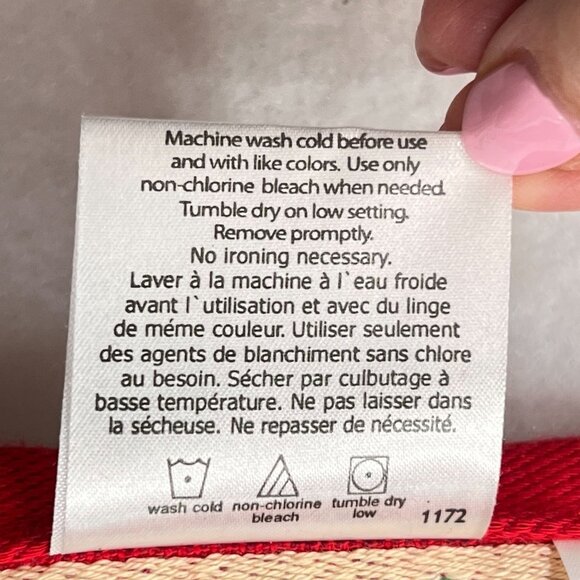 Machine wash cold before use
and with like colors. Use only
non-chlorine bleach when needed.
Tumble dry on low setting.
Remove promptly.
No ironing necessary.
Laver à la machine à l`eau froide
avant l`utilisation et avec du linge
de méme couleur. Utiliser seulement
des agents de blanchiment sans chlore
au besoin. Sécher par culbutage à
basse température. Ne pas laisser dans
la sécheuse. Ne repasser de nécessité.
wash cold non-chlorine tumble dry
bleach low 1172